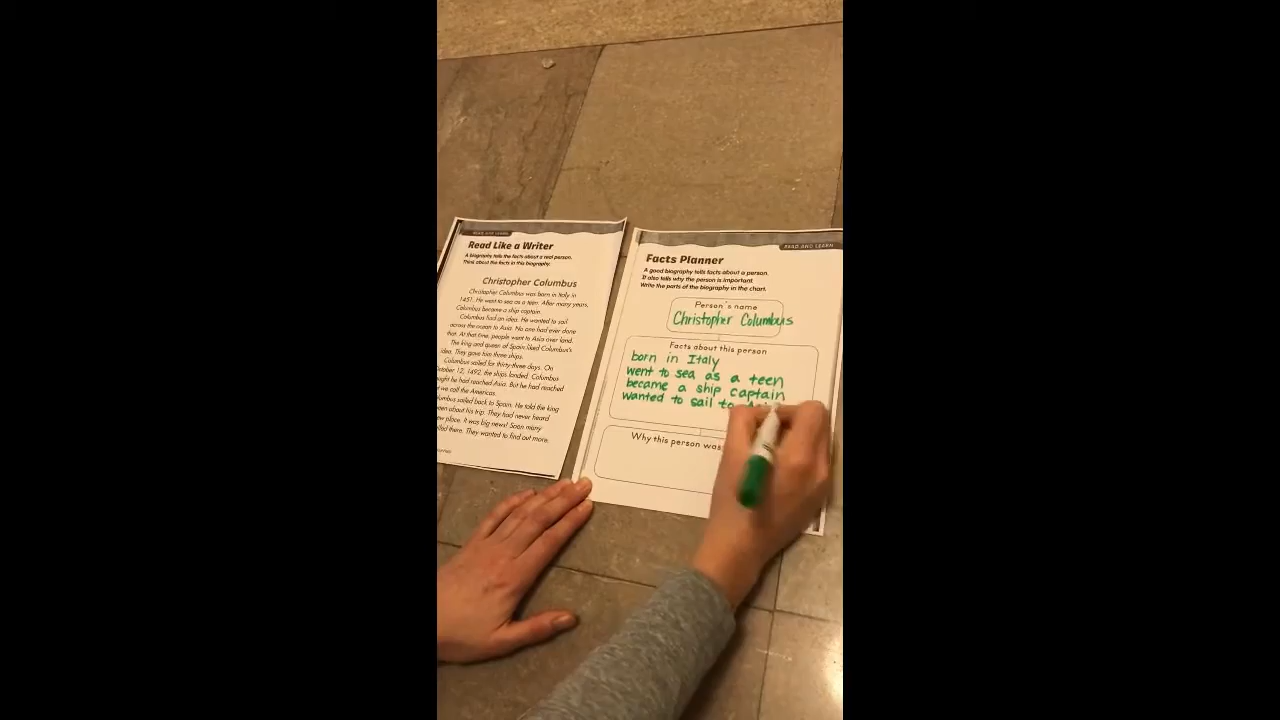 READ AND LEARN
Read Like a Writer
A biography tells the facts about a real person.
Think about the facts in this biography.
Christopher Columbus
Christopher Columbus was born in Italy in
1451. He went to sea as a teen. After many years,
Columbus became a ship captain.
Columbus had an idea. He wanted to sail
across the ocean to Asia. No one had ever done
that. At that time, people went to Asia over land.
The king and queen of Spain liked Columbus's
idea. They gave him three ships.
Columbus sailed for thirty-three days. On
12, 1492, the ships landed. Columbus
he had reached Asia. But he had reached
we call the Americas.
sailed back to Spain. He told the king
about his trip. They had never heard
place. It was big news! Soon many
there. They wanted to find out more.
READ AND LEARN
Facts Planner
A good biography tells facts about a person.
It also tells why the person is important.
Write the parts of the biography in the chart.
Person's name
Christopher Columbus
Facts about this person
born in Italy
went to sea as a teen
became a ship captain
wanted to sail to
Why this person was